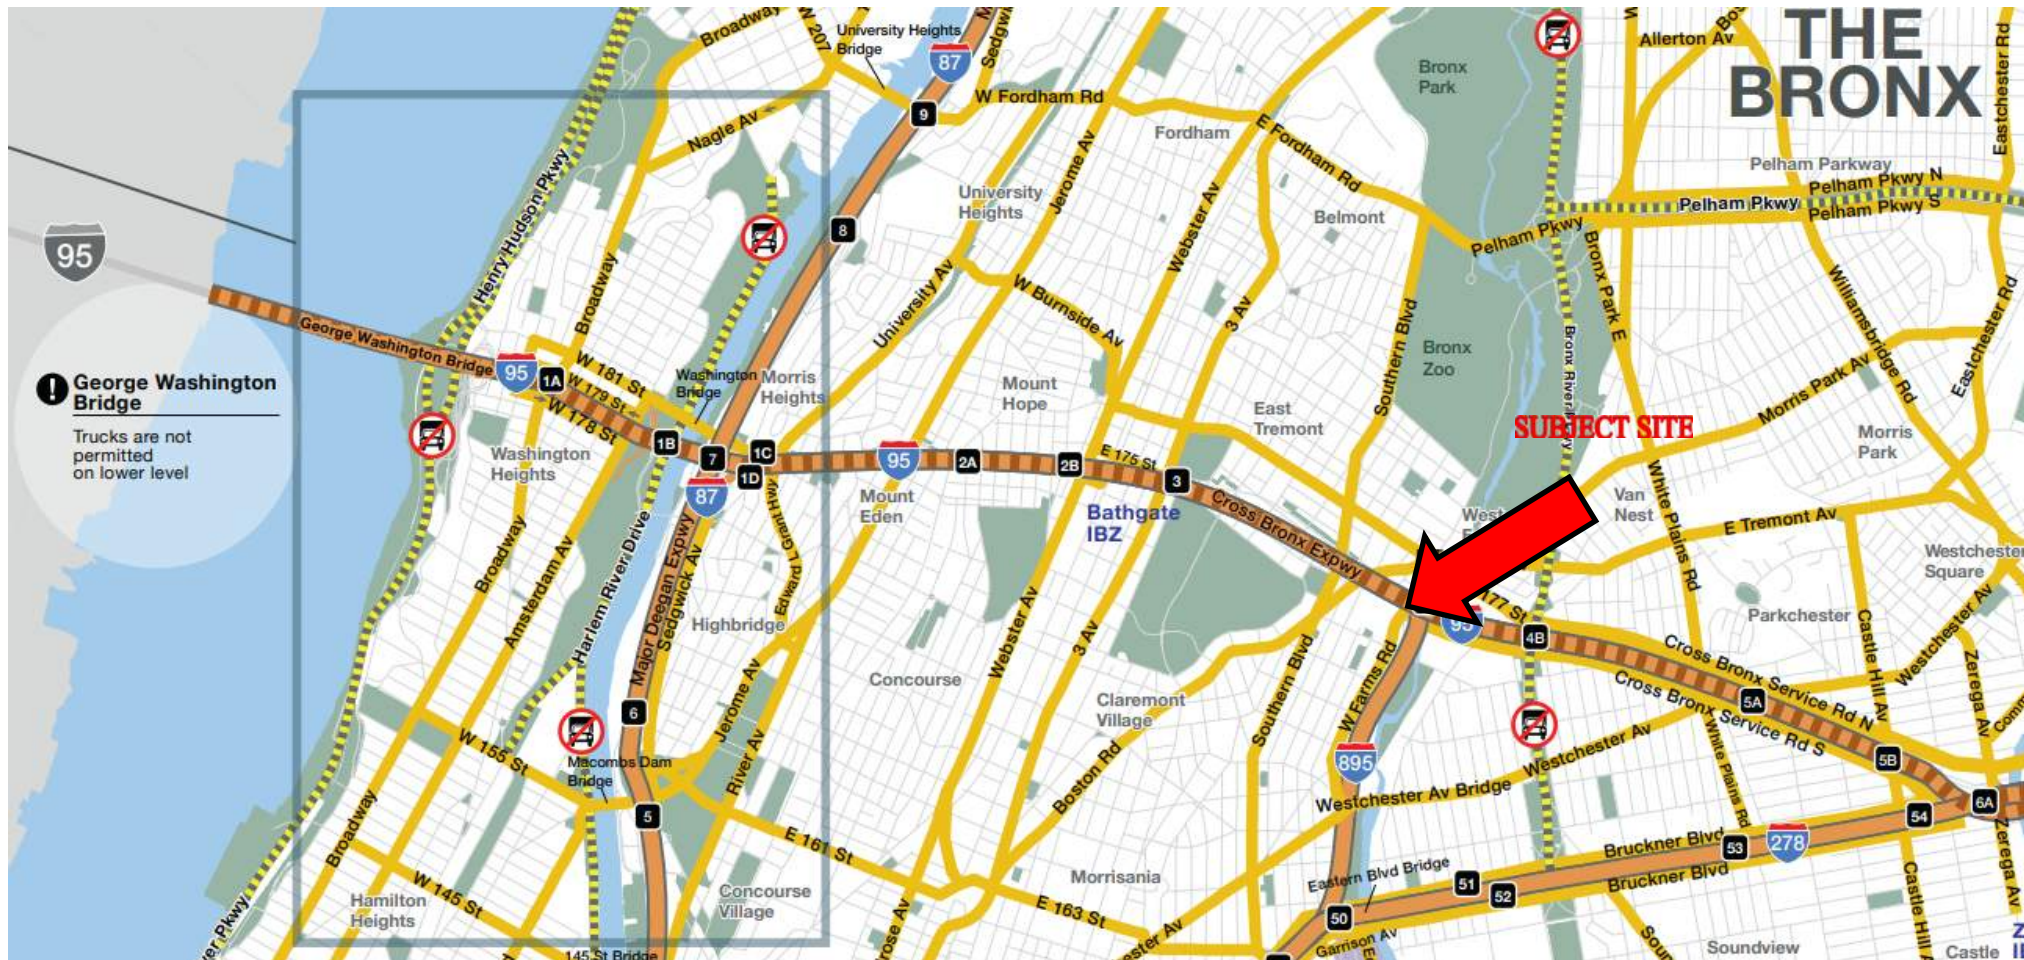 THE
BRONX
University Heights
Bridge
Broadway
W 207
87
Sedgwi
Bronx
Park
Allerton Av
Eastchester Rd
W Fordham Rd
9
Nagle Av
Fordham
E Fordham Rd
Jerome Av
Henry Hudson Pkwy
University
Heights
Webster Av
Belmont
Pelham Parkway
Pelham Pkwy N
Pelham Pkwy
Pelham Pkwy S
Pelham Pkwy
8
95
Broadway
University Av
W Burnside Av
3 Av
Southern Blvd
Bronx Park E
Williamsbridge Rd
Eastchester Rd
George Washington Bridge
95
1A
W 181 St
W 179 St
W 178 St
Washington
Bridge
Morris
Heights
Mount
Hope
East
Tremont
Bronx
Zoo
Morris Park Av
George Washington
Bridge
Trucks are not
permitted
on lower level
SUBJECT SITE
Morris
Park
Washington
Heights
1B
7
1C
1D
95
2A
2B
E 175 St
3
87
Mount
Eden
Bathgate
IBZ
Cross Bronx Expwy
Van
Nest
White Plains Rd
E Tremont Av
Westchester
Square
Broadway
Amsterdam Av
Harlem River Drive
Major Deegan Expwy
Sedgwick Av
Edward L Grant Hwy
Highbridge
Webster Av
3 Av
177 St
95
4B
Parkchester
Castle Hill Av
Westchester Av
Zerega Av
Concourse
Claremont
Village
Southern Blvd
W Farms Rd
Cross Bronx Service Rd N
Cross Bronx Service Rd S
5A
6
W 155 St
Macombs Dam
Bridge
Jerome Av
River Av
Boston Rd
895
Westchester Av Bridge
Westchester Av
White Plains Rd
5B
6A
5
Broadway
E 161 St
54
Bruckner Blvd
53
278
Bruckner Blvd
Zerega Av
Hamilton
Heights
W 145 St
Concourse
Village
Morrisania
E 163 St
Eastern Blvd Bridge
51
52
50
Garrison Av
Castle Hill
Soundview
Castle
145 St Bridge